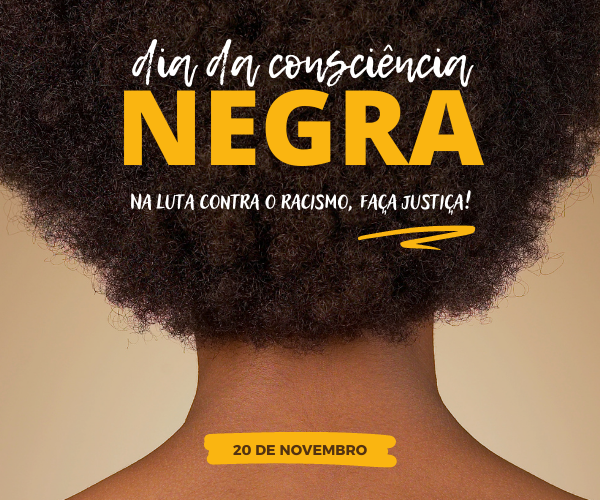 dia da consciência
NEGRA
NA LUTA CONTRA O RACISMO, FAÇA JUSTIÇA!
20 DE NOVEMBRO